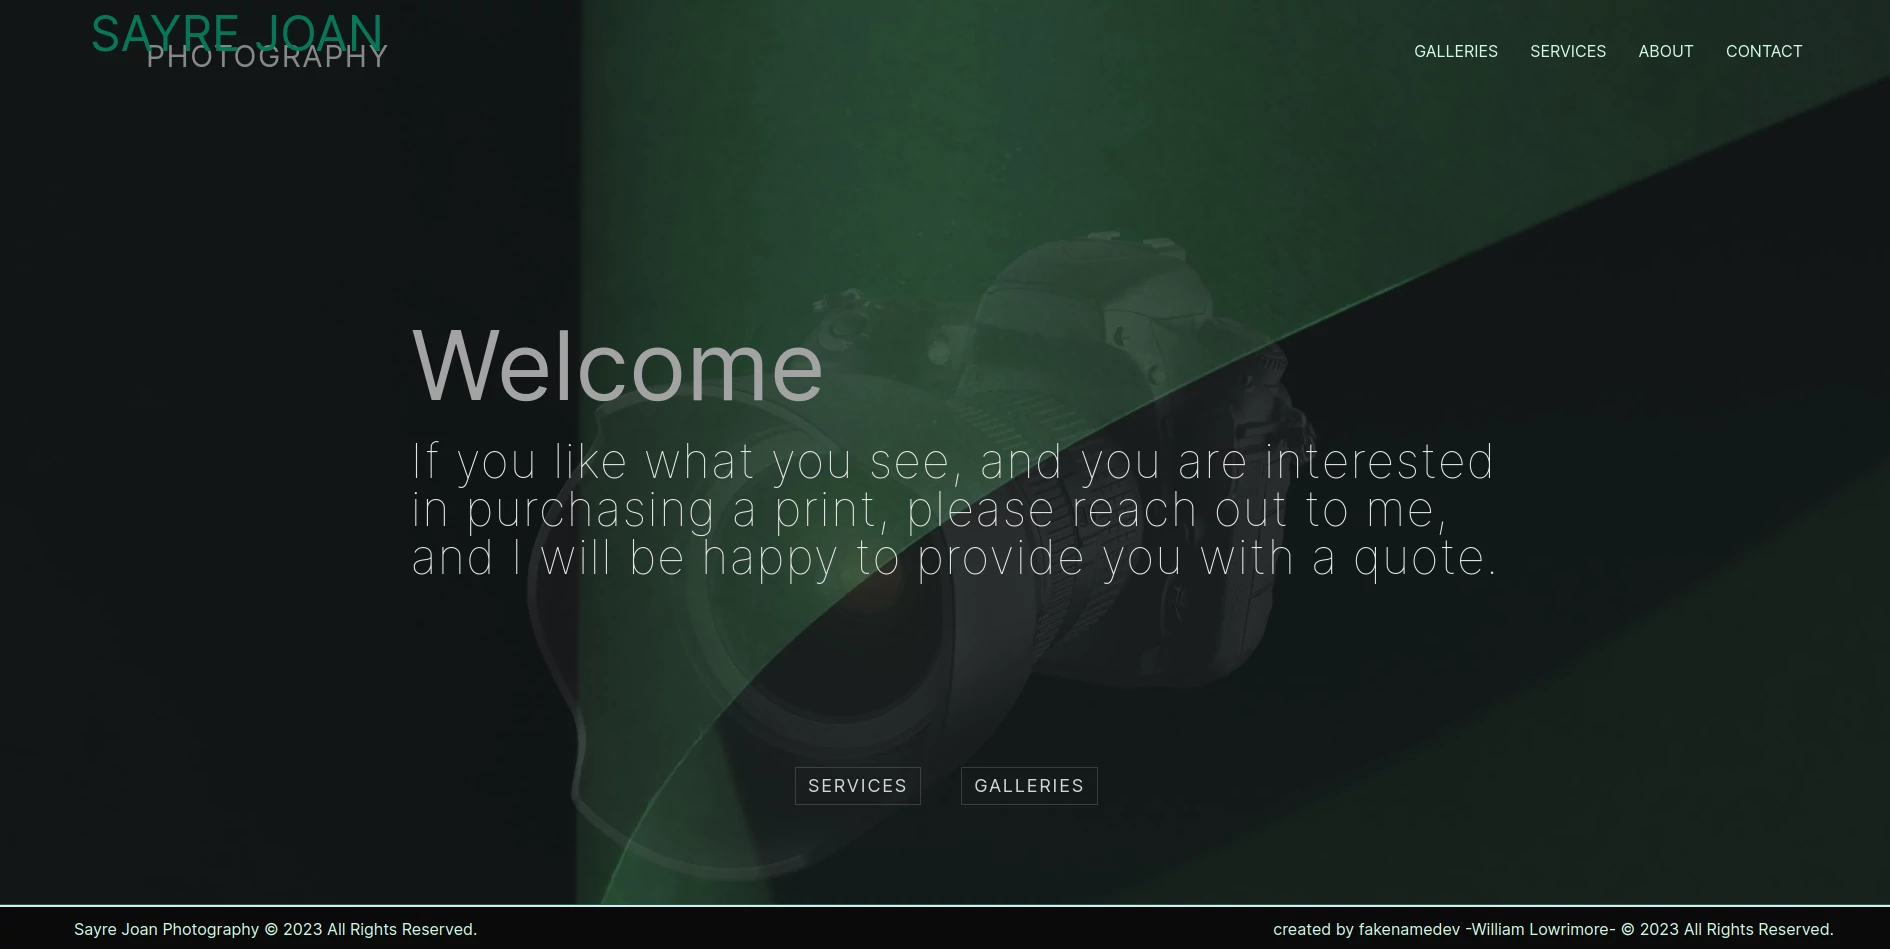 SAYRE JOAN
PHOTOGRAPHY
GALLERIES SERVICES ABOUT CONTACT
Welcome
If you like what you see, and you are interested
in purchasing a print, please reach out to me,
and I will be happy to provide you with a quote.
SERVICES GALLERIES
Sayre Joan Photography © 2023 All Rights Reserved.
created by fakenamedev -William Lowrimore- © 2023 All Rights Reserved.